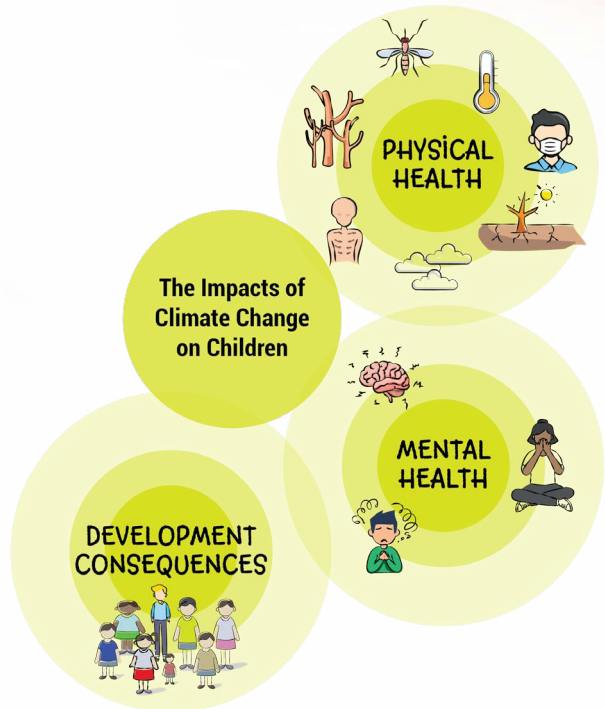 PHYSICAL
HEALTH
The Impacts of
Climate Change
on Children
MENTAL
HEALTH
DEVELOPMENT
CONSEQUENCES